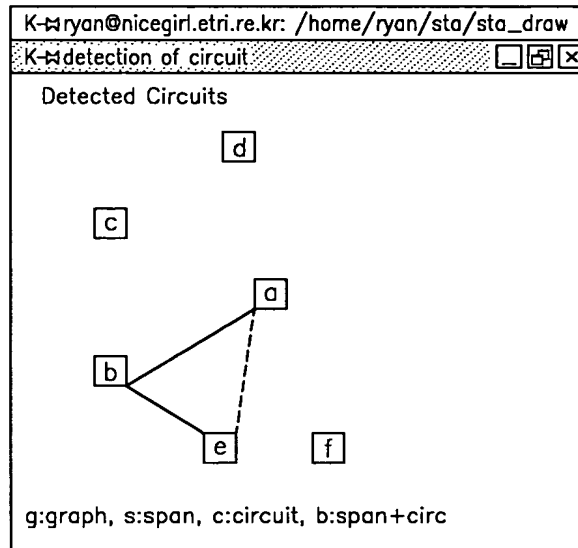 K-⋈ryan@nicegirl.etri.re.kr: /home/ryan/sta/sta_draw
K-⋈detection of circuit
Detected Circuits
d
c
a
b
e
f
g:graph, s:span, c:circuit, b:span+circ